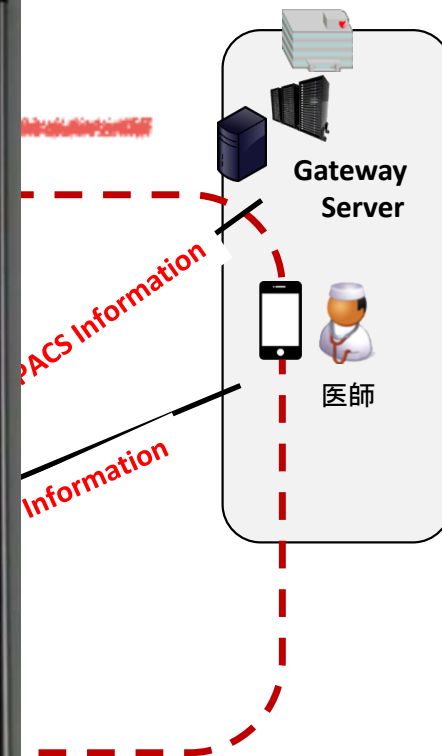 Gateway
Server
PACS Information
医師
Information